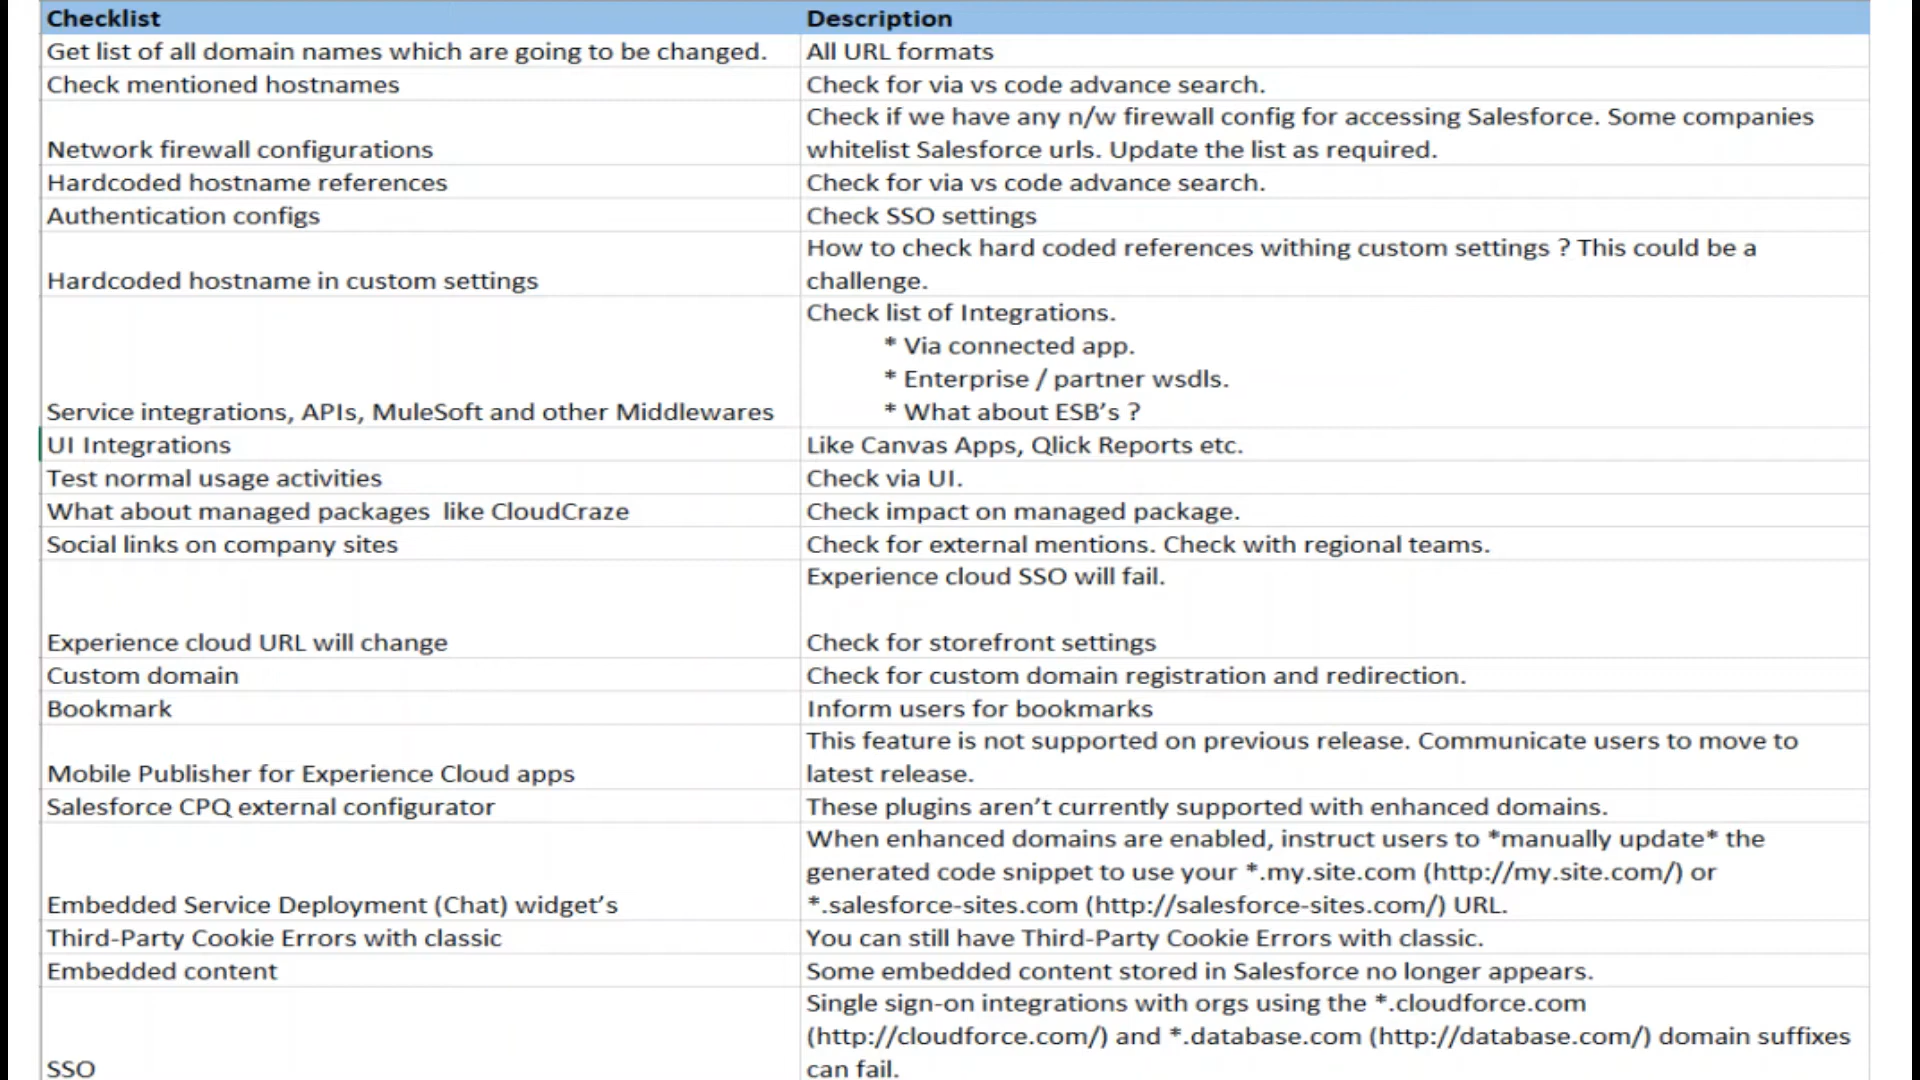 Checklist Description
Get list of all domain names which are going to be changed. All URL formats
Check mentioned hostnames Check for via vs code advance search.
Check if we have any n/w firewall config for accessing Salesforce. Some companies
Network firewall configurations whitelist Salesforce urls. Update the list as required.
Hardcoded hostname references Check for via vs code advance search.
Authentication configs Check SSO settings
How to check hard coded references withing custom settings ? This could be a
Hardcoded hostname in custom settings challenge.
Check list of Integrations.
* Via connected app.
* Enterprise / partner wsdls.
Service integrations, APIs, MuleSoft and other Middlewares * What about ESB’s ?
UI Integrations Like Canvas Apps, Qlick Reports etc.
Test normal usage activities Check via UI.
What about managed packages like CloudCraze Check impact on managed package.
Social links on company sites Check for external mentions. Check with regional teams.
Experience cloud SSO will fail.
Experience cloud URL will change Check for storefront settings
Custom domain Check for custom domain registration and redirection.
Bookmark Inform users for bookmarks
This feature is not supported on previous release. Communicate users to move to
Mobile Publisher for Experience Cloud apps latest release.
Salesforce CPQ external configurator These plugins aren’t currently supported with enhanced domains.
When enhanced domains are enabled, instruct users to *manually update* the
generated code snippet to use your *.my.site.com (http://my.site.com/) or
Embedded Service Deployment (Chat) widget’s *.salesforce-sites.com (http://salesforce-sites.com/) URL.
Third-Party Cookie Errors with classic You can still have Third-Party Cookie Errors with classic.
Embedded content Some embedded content stored in Salesforce no longer appears.
Single sign-on integrations with orgs using the *.cloudforce.com
(http://cloudforce.com/) and *.database.com (http://database.com/) domain suffixes
SSO can fail.